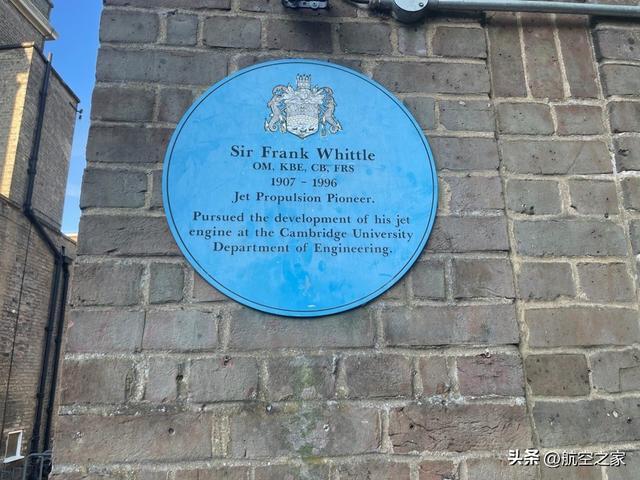 Sir Frank Whittle
OM, KBE, CB, FRS
1907 - 1996
Jet Propulsion Pioneer.
Pursued the development of his jet
engine at the Cambridge University
Department of Engineering.
头条 @航空之家